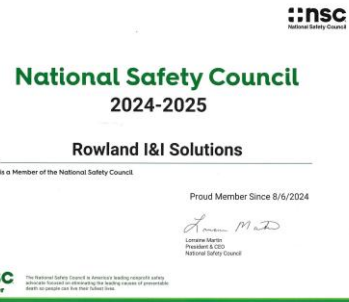 nsc
National Safety Council
National Safety Council
2024-2025
Rowland I&I Solutions
is a Member of the National Safety Council
Proud Member Since 8/6/2024
Lorraine Martin
President & CEO
National Safety Council
The National Safety Council is America's leading nonprofit safety
advocate focused on eliminating the leading causes of preventable
death so people can live their fullest lives.